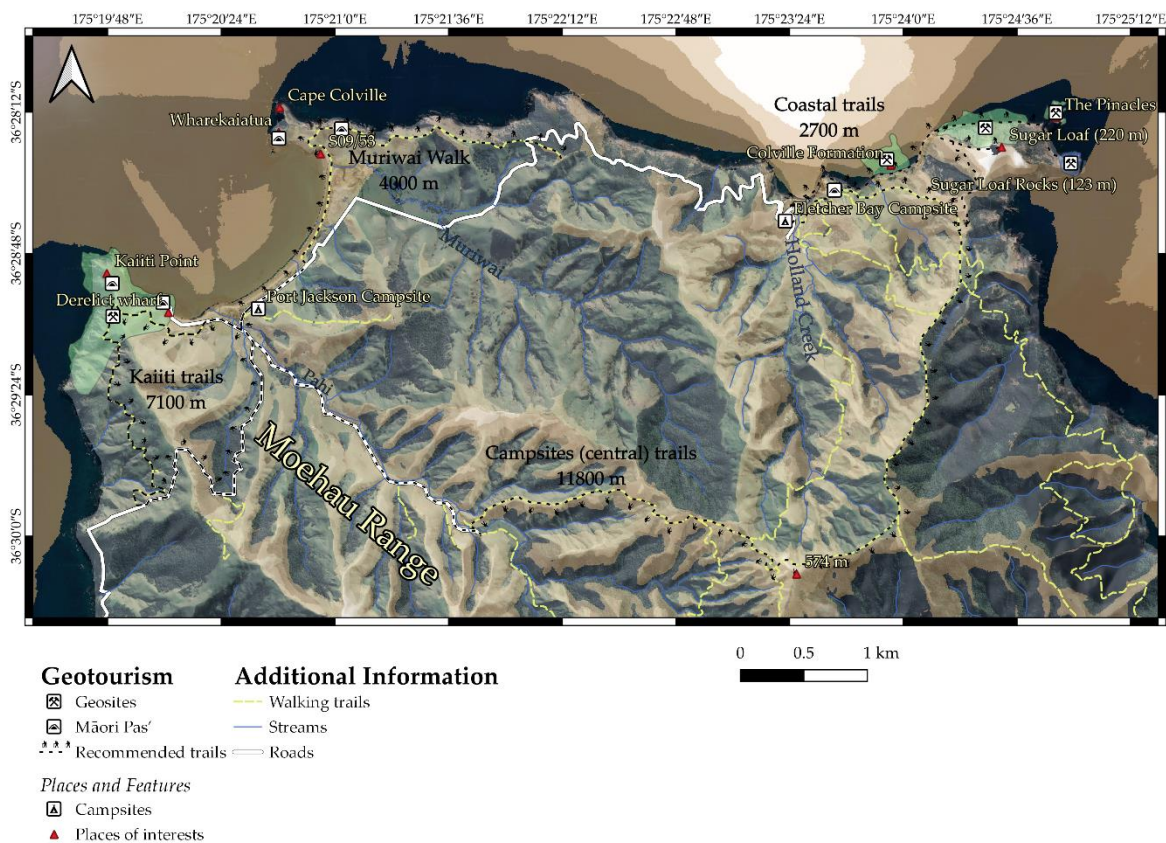 175°19′48″E 175°20′24″E 175°21′0″E 175°21′36″E 175°22′12″E 175°22′48″E 175°23′24″E 175°24′0″E 175°24′36″E 175°25′12″E
36°28′12″S
36°28′48″S
36°29′24″S
36°30′0″S
Cape Colville
Wharekaiatua
S09/53
Muriwai Walk
4000 m
Coastal trails
2700 m
Colville Formation
The Pinacles
Sugar Loaf (220 m)
Sugar Loaf Rocks (123 m)
Fletcher Bay Campsite
Kaiiti Point
Derelict wharf
Port Jackson Campsite
Muriwai
Holland Creek
Kaiiti trails
7100 m
Pahi
Moehau Range
Campsites (central) trails
11800 m
574 m
0 0.5 1 km
Geotourism
Geosites
Māori Pas'
Recommended trails
Places and Features
Campsites
Places of interests
Additional Information
Walking trails
Streams
Roads